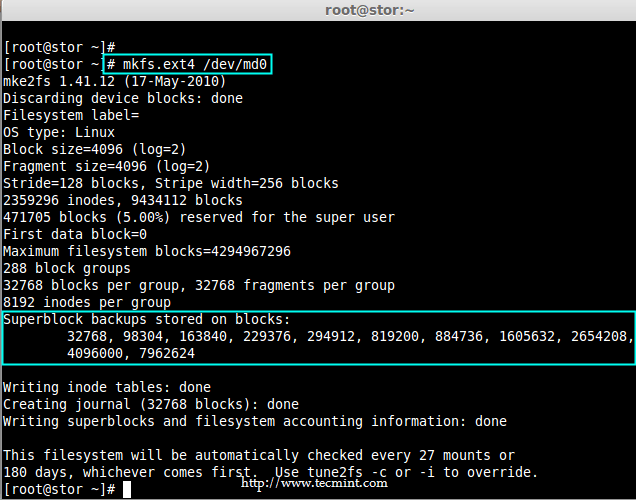 root@stor:~
[root@stor ~]#
[root@stor ~]# mkfs.ext4 /dev/md0
mke2fs 1.41.12 (17-May-2010)
Discarding device blocks: done
Filesystem label=
OS type: Linux
Block size=4096 (log=2)
Fragment size=4096 (log=2)
Stride=128 blocks, Stripe width=256 blocks
2359296 inodes, 9434112 blocks
471705 blocks (5.00%) reserved for the super user
First data block=0
Maximum filesystem blocks=4294967296
288 block groups
32768 blocks per group, 32768 fragments per group
8192 inodes per group
Superblock backups stored on blocks:
        32768, 98304, 163840, 229376, 294912, 819200, 884736, 1605632, 2654208,
        4096000, 7962624
Writing inode tables: done
Creating journal (32768 blocks): done
Writing superblocks and filesystem accounting information: done
This filesystem will be automatically checked every 27 mounts or
180 days, whichever comes first.  Use tune2fs -c or -i to override.
[root@stor ~]#
http://www.tecmint.com